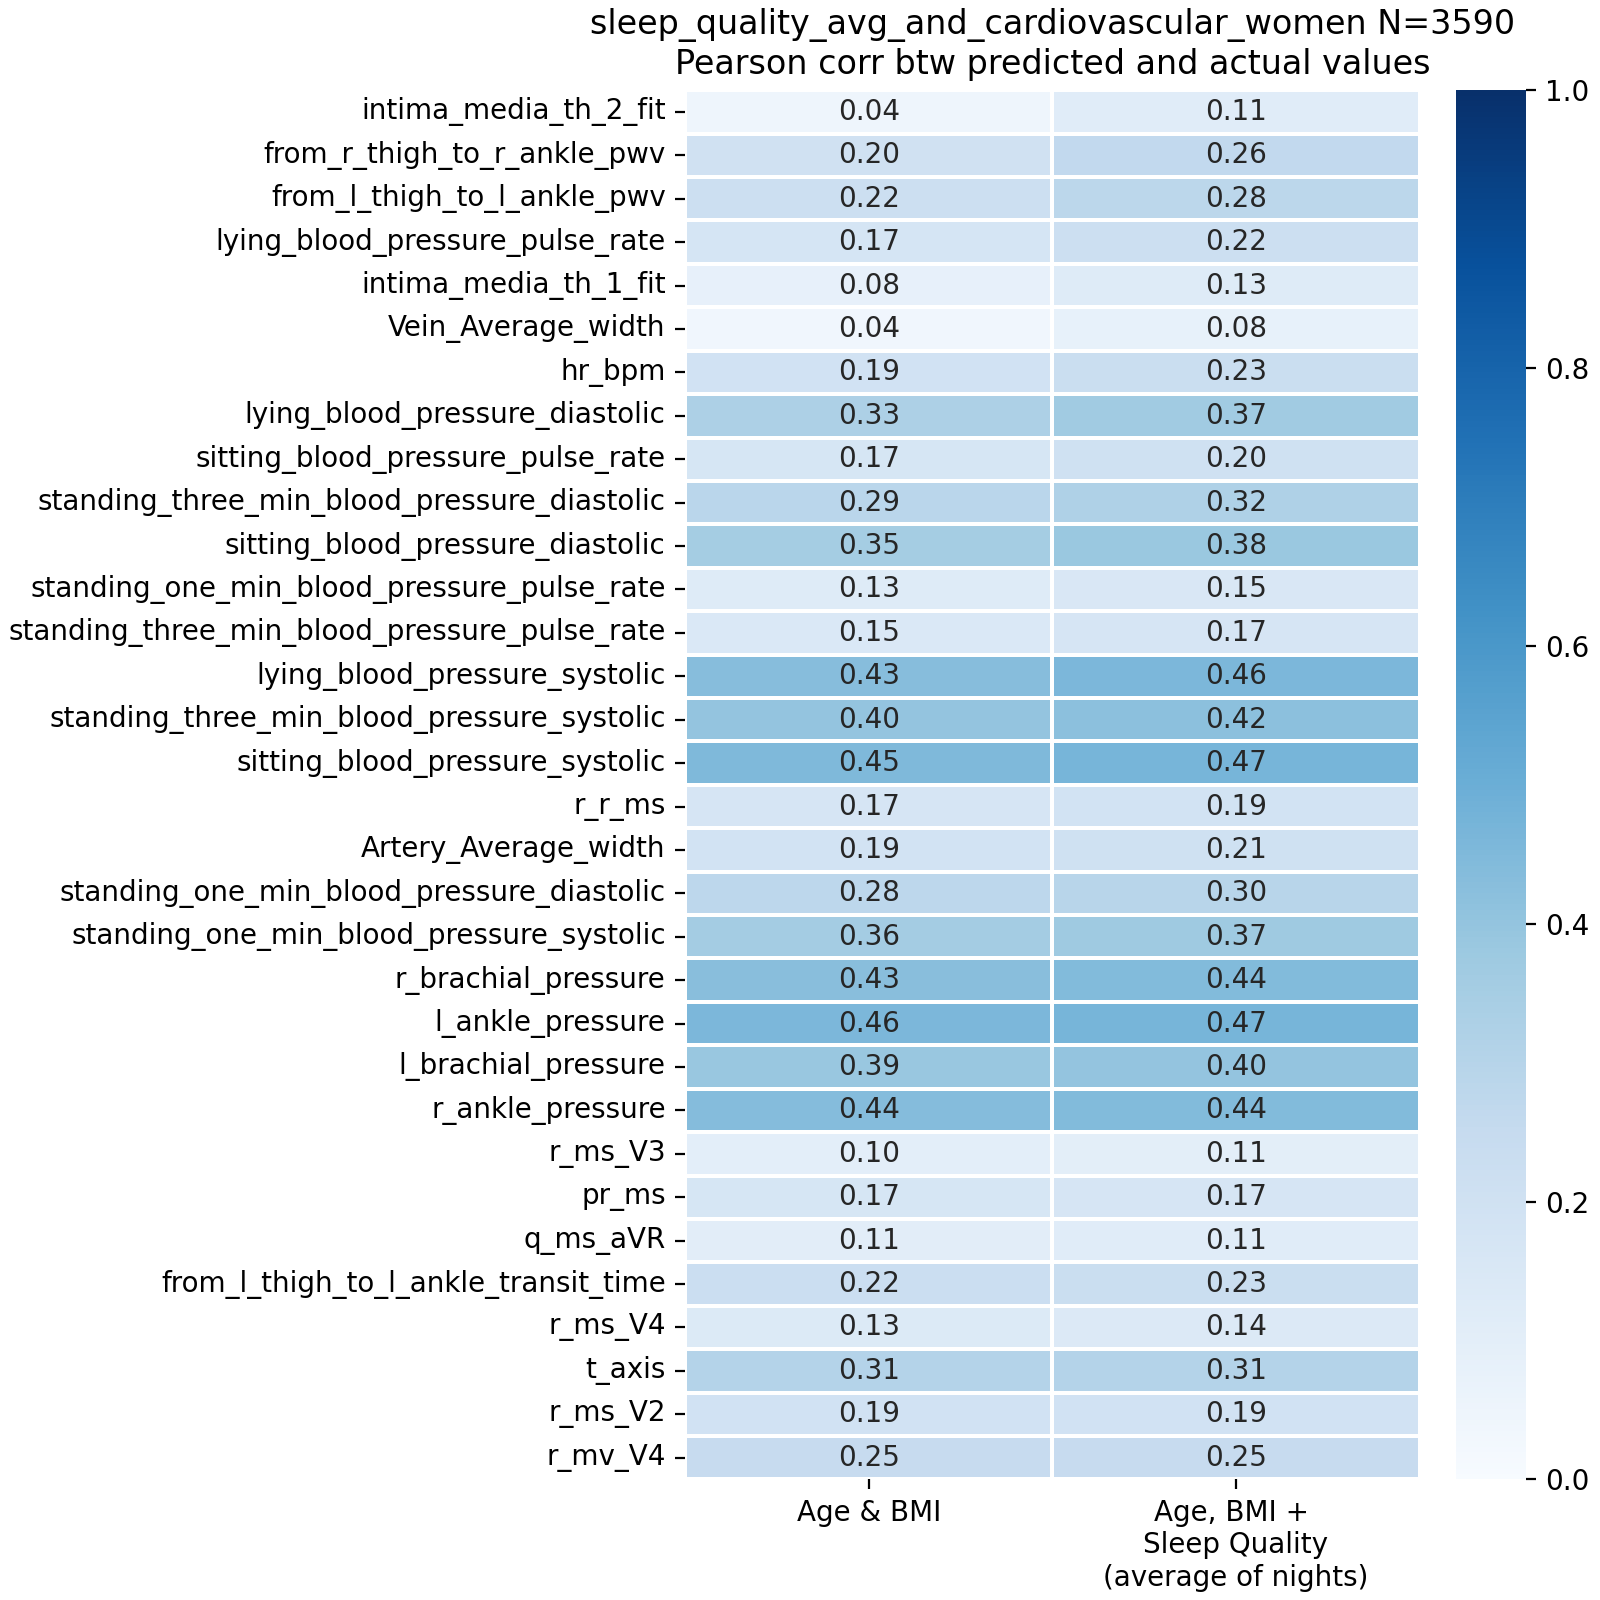 sleep_quality_avg_and_cardiovascular_women N=3590
Pearson corr btw predicted and actual values
intima_media_th_2_fit 0.04 0.11
from_r_thigh_to_r_ankle_pwv 0.20 0.26
from_l_thigh_to_l_ankle_pwv 0.22 0.28
lying_blood_pressure_pulse_rate 0.17 0.22
intima_media_th_1_fit 0.08 0.13
Vein_Average_width 0.04 0.08
hr_bpm 0.19 0.23
lying_blood_pressure_diastolic 0.33 0.37
sitting_blood_pressure_pulse_rate 0.17 0.20
standing_three_min_blood_pressure_diastolic 0.29 0.32
sitting_blood_pressure_diastolic 0.35 0.38
standing_one_min_blood_pressure_pulse_rate 0.13 0.15
standing_three_min_blood_pressure_pulse_rate 0.15 0.17
lying_blood_pressure_systolic 0.43 0.46
standing_three_min_blood_pressure_systolic 0.40 0.42
sitting_blood_pressure_systolic 0.45 0.47
r_r_ms 0.17 0.19
Artery_Average_width 0.19 0.21
standing_one_min_blood_pressure_diastolic 0.28 0.30
standing_one_min_blood_pressure_systolic 0.36 0.37
r_brachial_pressure 0.43 0.44
l_ankle_pressure 0.46 0.47
l_brachial_pressure 0.39 0.40
r_ankle_pressure 0.44 0.44
r_ms_V3 0.10 0.11
pr_ms 0.17 0.17
q_ms_aVR 0.11 0.11
from_l_thigh_to_l_ankle_transit_time 0.22 0.23
r_ms_V4 0.13 0.14
t_axis 0.31 0.31
r_ms_V2 0.19 0.19
r_mv_V4 0.25 0.25
Age & BMI
Age, BMI +
Sleep Quality
(average of nights)
1.0
0.8
0.6
0.4
0.2
0.0